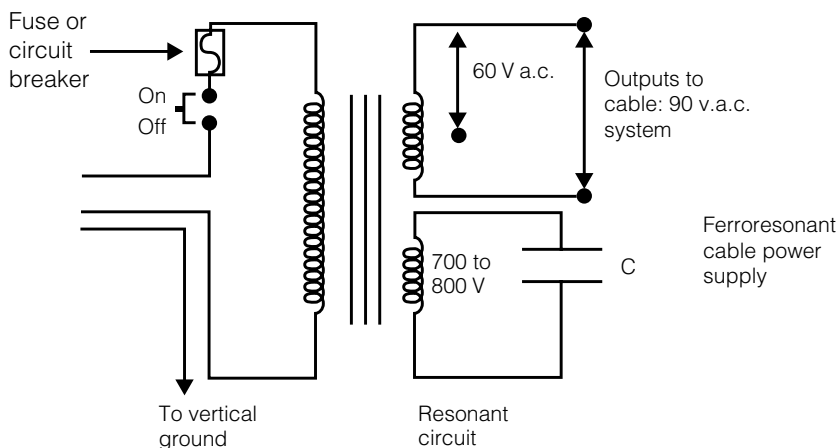 Fuse or
circuit
breaker
On
Off
60 V a.c.
Outputs to
cable: 90 v.a.c.
system
700 to
800 V
C
Ferroresonant
cable power
supply
To vertical
ground
Resonant
circuit